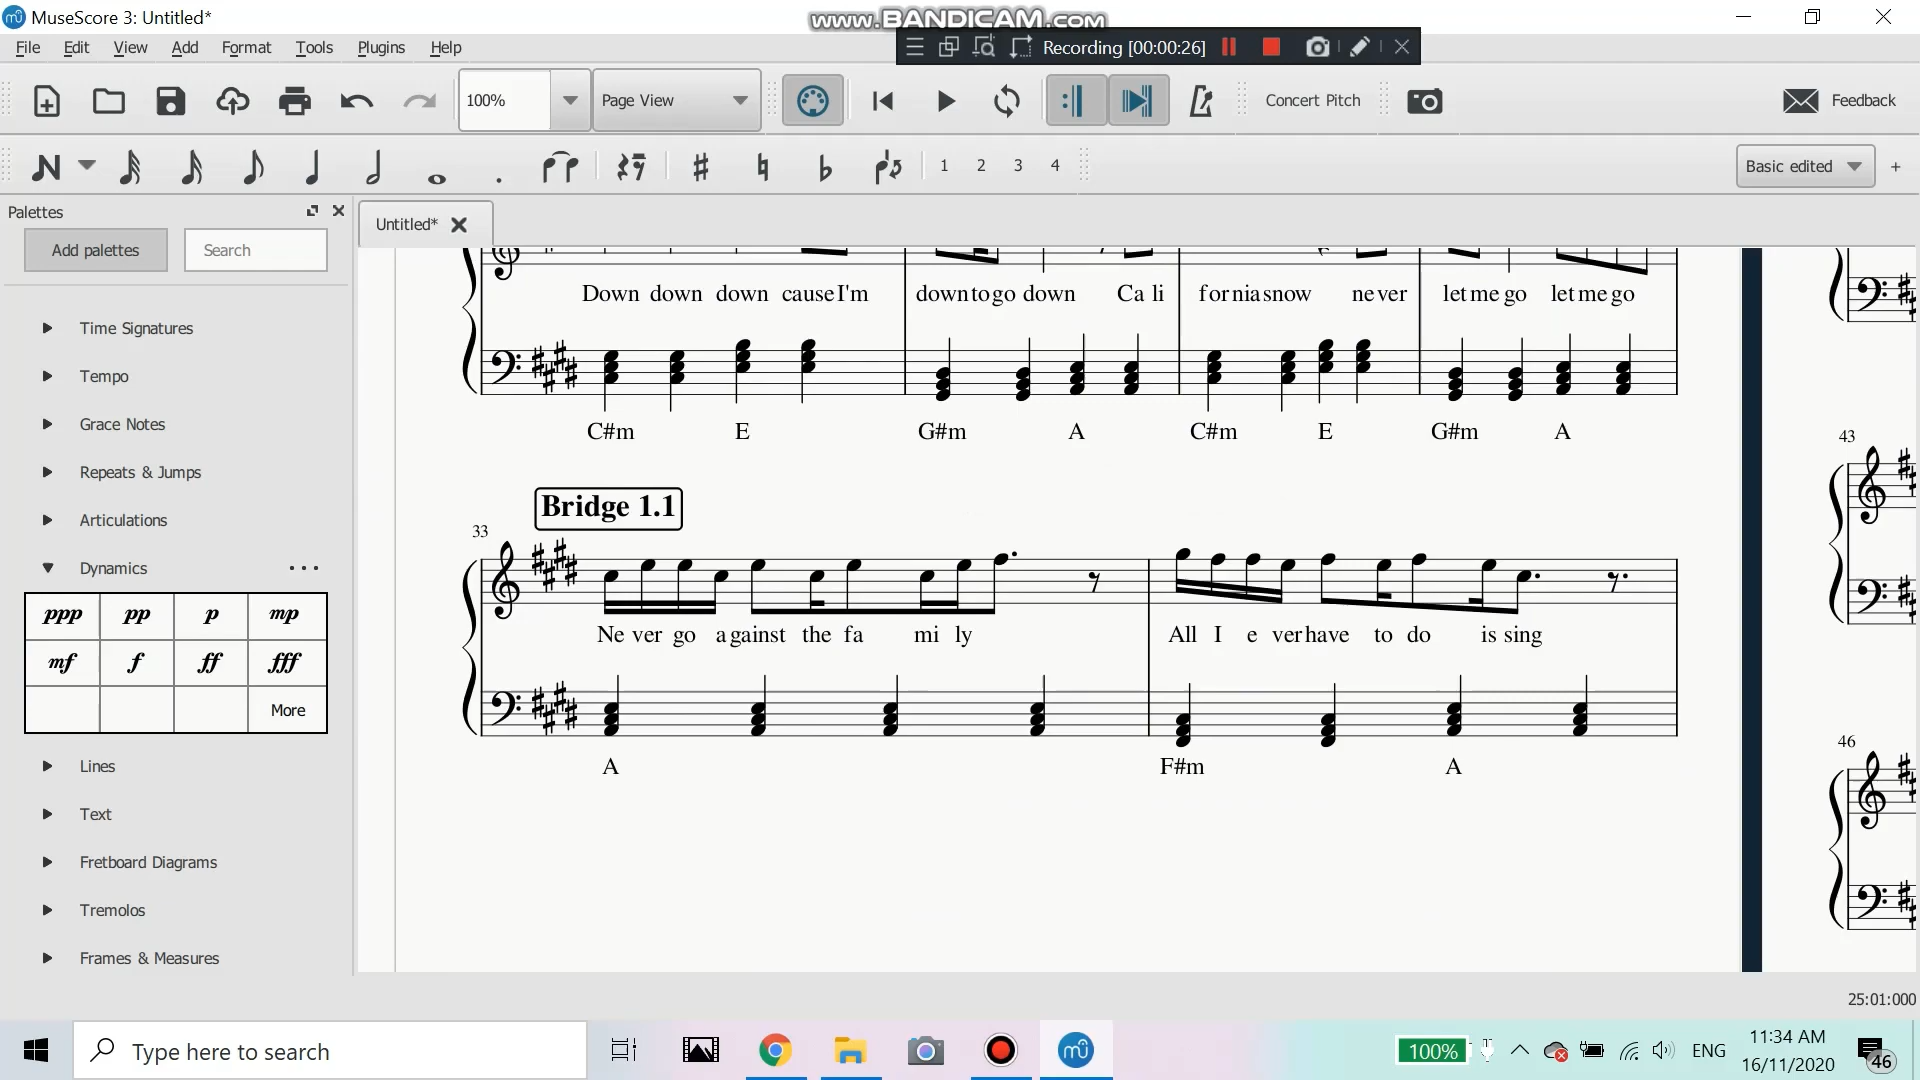 MuseScore 3: Untitled*
www.BANDICAM.com
File Edit View Add Format Tools Plugins Help
Recording [00:00:26]
100%
Page View
Concert Pitch
Feedback
1 2 3 4
Basic edited
+
Palettes
Untitled*
Add palettes
Search
Time Signatures
Tempo
Grace Notes
Repeats & Jumps
Articulations
Dynamics
ppp pp p mp
mf f ff fff
More
Lines
Text
Fretboard Diagrams
Tremolos
Frames & Measures
Down down down cause I'm down to go down Ca li for nia snow ne ver let me go let me go
C#m E G#m A C#m E G#m A
Bridge 1.1
33
Ne ver go a gainst the fa mi ly All I e ver have to do is sing
A F#m A
43
46
25:01:000
Type here to search
100%
ENG
11:34 AM
16/11/2020
46